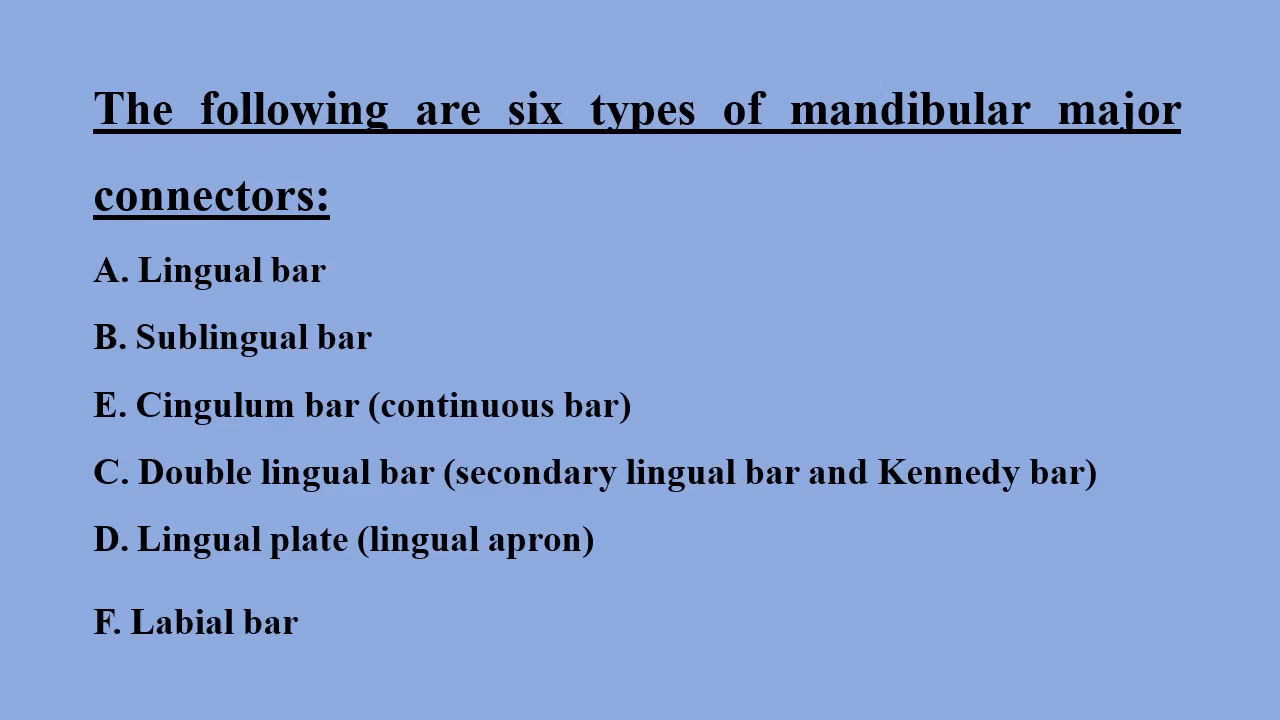 The following are six types of mandibular major
connectors:
A. Lingual bar
B. Sublingual bar
E. Cingulum bar (continuous bar)
C. Double lingual bar (secondary lingual bar and Kennedy bar)
D. Lingual plate (lingual apron)
F. Labial bar